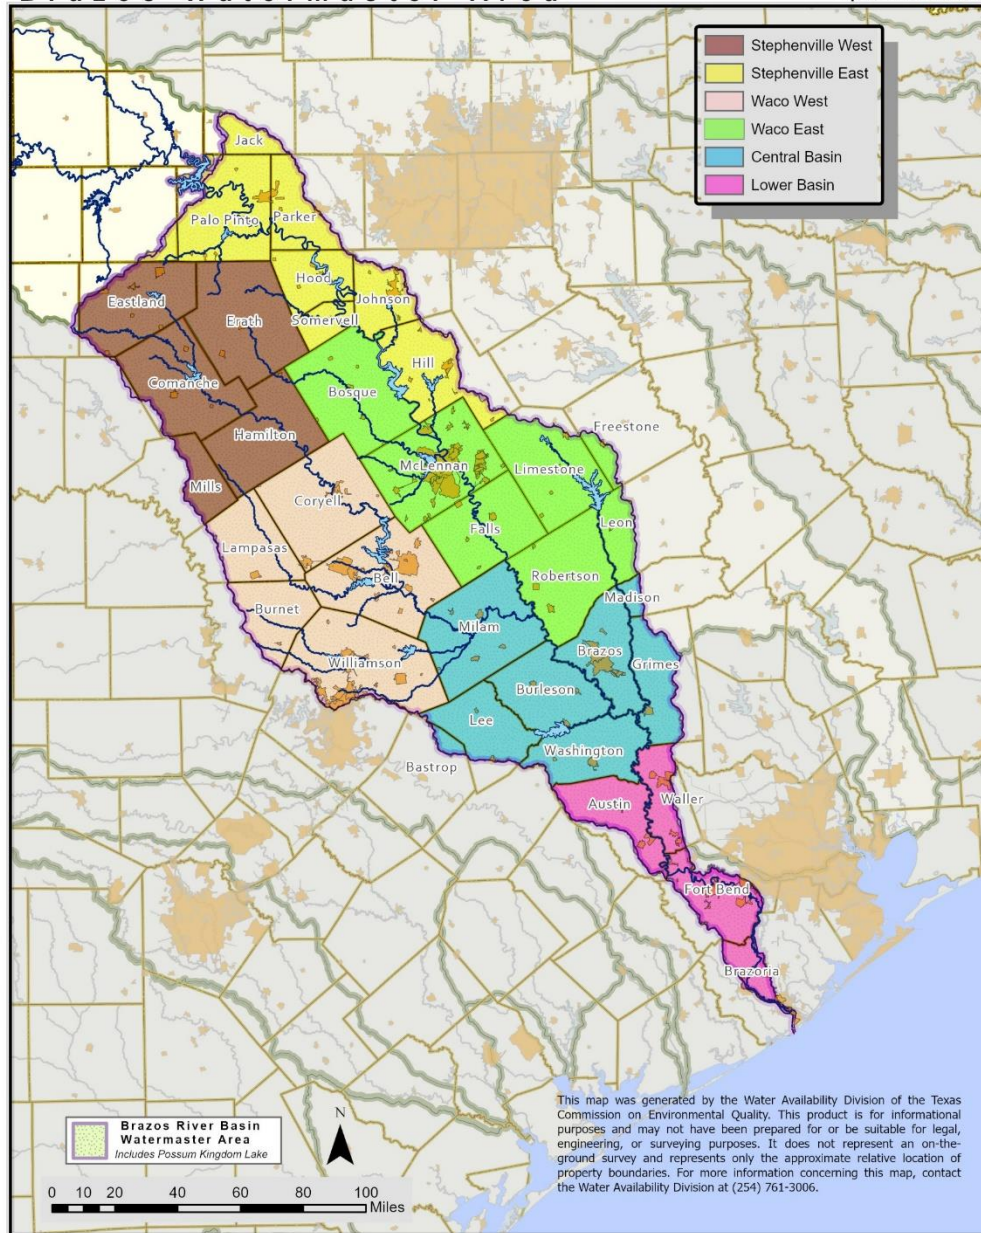 Stephenville West
Stephenville East
Waco West
Waco East
Central Basin
Lower Basin
Jack
Palo Pinto
Parker
Hood
Johnson
Eastland
Erath
Somervell
Hill
Comanche
Bosque
Hamilton
Freestone
McLennan
Limestone
Mills
Coryell
Leon
Falls
Lampasas
Robertson
Bell
Madison
Burnet
Milam
Brazos
Grimes
Williamson
Burleson
Lee
Washington
Bastrop
Austin
Waller
Fort Bend
Brazoria
This map was generated by the Water Availability Division of the Texas
Commission on Environmental Quality. This product is for informational
purposes and may not have been prepared for or be suitable for legal,
engineering, or surveying purposes. It does not represent an on-the-
ground survey and represents only the approximate relative location of
property boundaries. For more information concerning this map, contact
the Water Availability Division at (254) 761-3006.
N
Brazos River Basin
Watermaster Area
Includes Possum Kingdom Lake
0 10 20 40 60 80 100
Miles